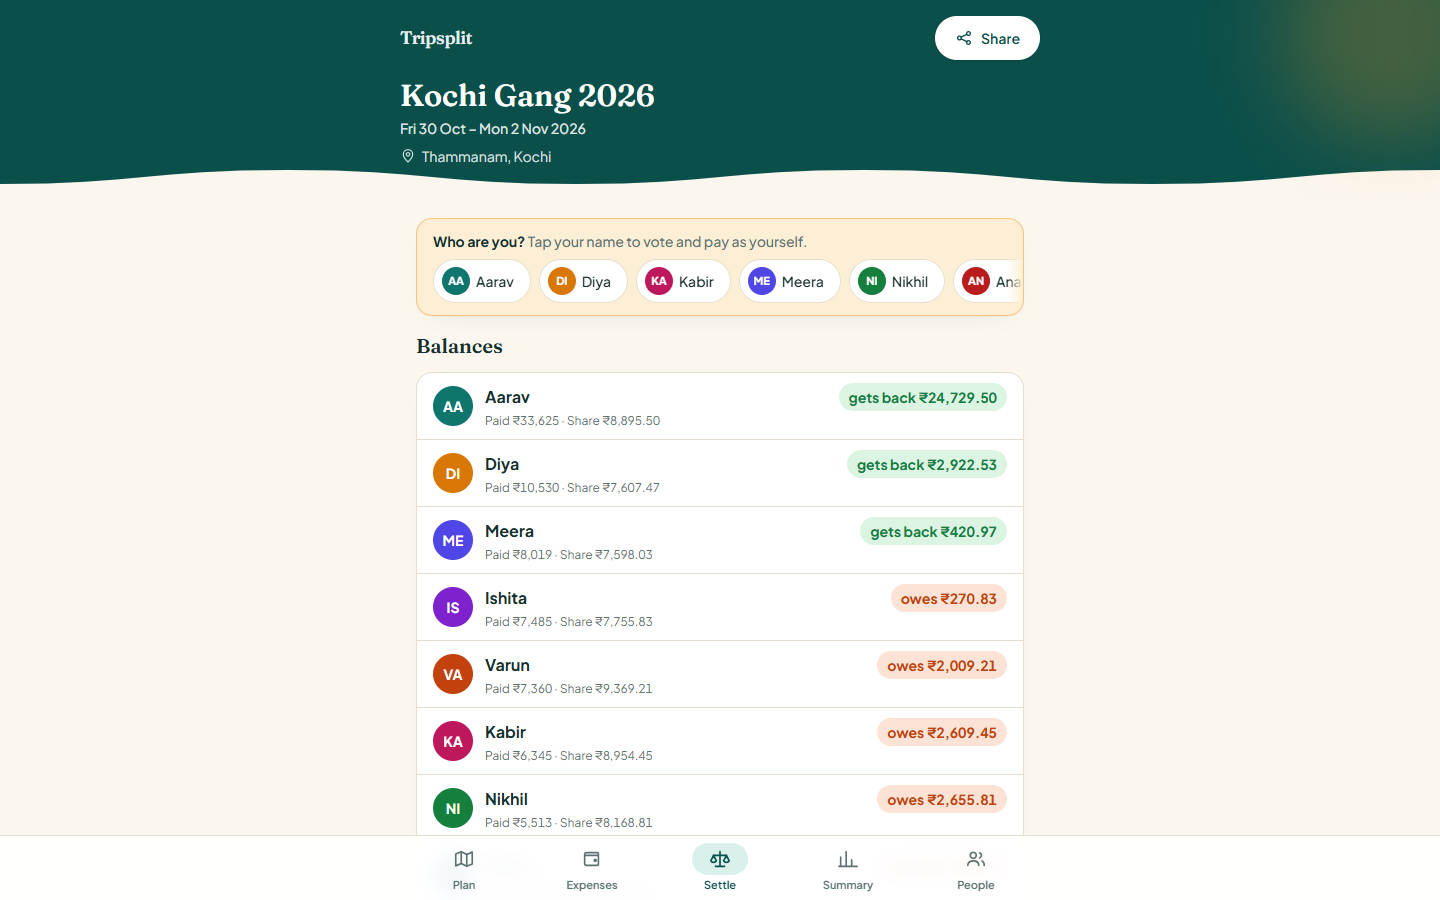 Tripsplit
Share
Kochi Gang 2026
Fri 30 Oct – Mon 2 Nov 2026
Thammanam, Kochi
Who are you? Tap your name to vote and pay as yourself.
AA Aarav
DI Diya
KA Kabir
ME Meera
NI Nikhil
AN Ana
Balances
AA Aarav
gets back ₹24,729.50
Paid ₹33,625 · Share ₹8,895.50
DI Diya
gets back ₹2,922.53
Paid ₹10,530 · Share ₹7,607.47
ME Meera
gets back ₹420.97
Paid ₹8,019 · Share ₹7,598.03
IS Ishita
owes ₹270.83
Paid ₹7,485 · Share ₹7,755.83
VA Varun
owes ₹2,009.21
Paid ₹7,360 · Share ₹9,369.21
KA Kabir
owes ₹2,609.45
Paid ₹6,345 · Share ₹8,954.45
NI Nikhil
owes ₹2,655.81
Paid ₹5,513 · Share ₹8,168.81
Plan
Expenses
Settle
Summary
People